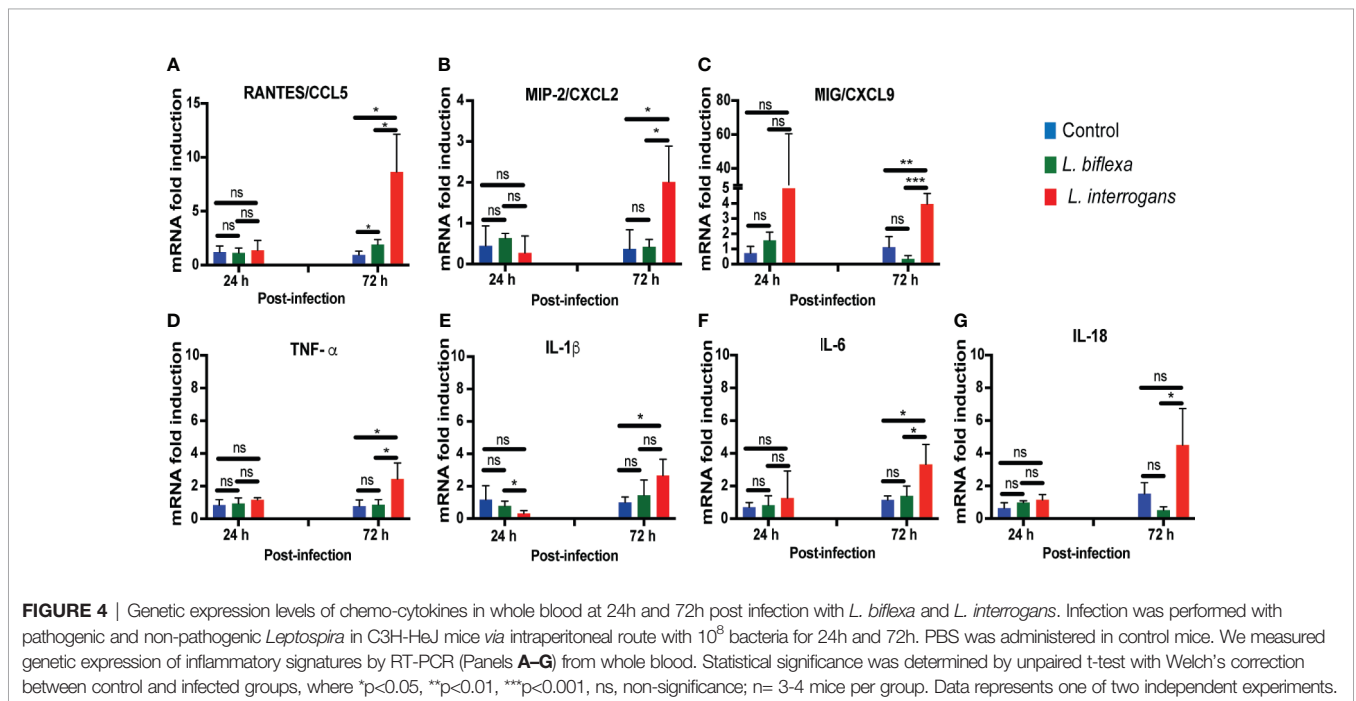 A
RANTES/CCL5
mRNA fold induction
15
10
5
0
ns
ns
ns
*
*
*
24 h
72 h
Post-infection
B
MIP-2/CXCL2
mRNA fold induction
4
3
2
1
0
ns
ns
ns
*
*
ns
24 h
72 h
Post-infection
C
MIG/CXCL9
mRNA fold induction
80
60
40
20
5
4
3
2
1
0
ns
ns
ns
**
***
ns
24 h
72 h
Post-infection
Control
L. biflexa
L. interrogans
D
TNF- α
mRNA fold induction
10
8
6
4
2
0
ns
ns
ns
*
*
ns
24 h
72 h
Post-infection
E
IL-1β
mRNA fold induction
10
8
6
4
2
0
ns
ns
*
*
ns
ns
24 h
72 h
Post-infection
F
IL-6
mRNA fold induction
10
8
6
4
2
0
ns
ns
ns
*
*
ns
24 h
72 h
Post-infection
G
IL-18
mRNA fold induction
10
8
6
4
2
0
ns
ns
ns
ns
*
ns
24 h
72 h
Post-infection
FIGURE 4 | Genetic expression levels of chemo-cytokines in whole blood at 24h and 72h post infection with L. biflexa and L. interrogans. Infection was performed with
pathogenic and non-pathogenic Leptospira in C3H-HeJ mice via intraperitoneal route with 10⁸ bacteria for 24h and 72h. PBS was administered in control mice. We measured
genetic expression of inflammatory signatures by RT-PCR (Panels A–G) from whole blood. Statistical significance was determined by unpaired t-test with Welch's correction
between control and infected groups, where *p<0.05, **p<0.01, ***p<0.001, ns, non-significance; n= 3-4 mice per group. Data represents one of two independent experiments.